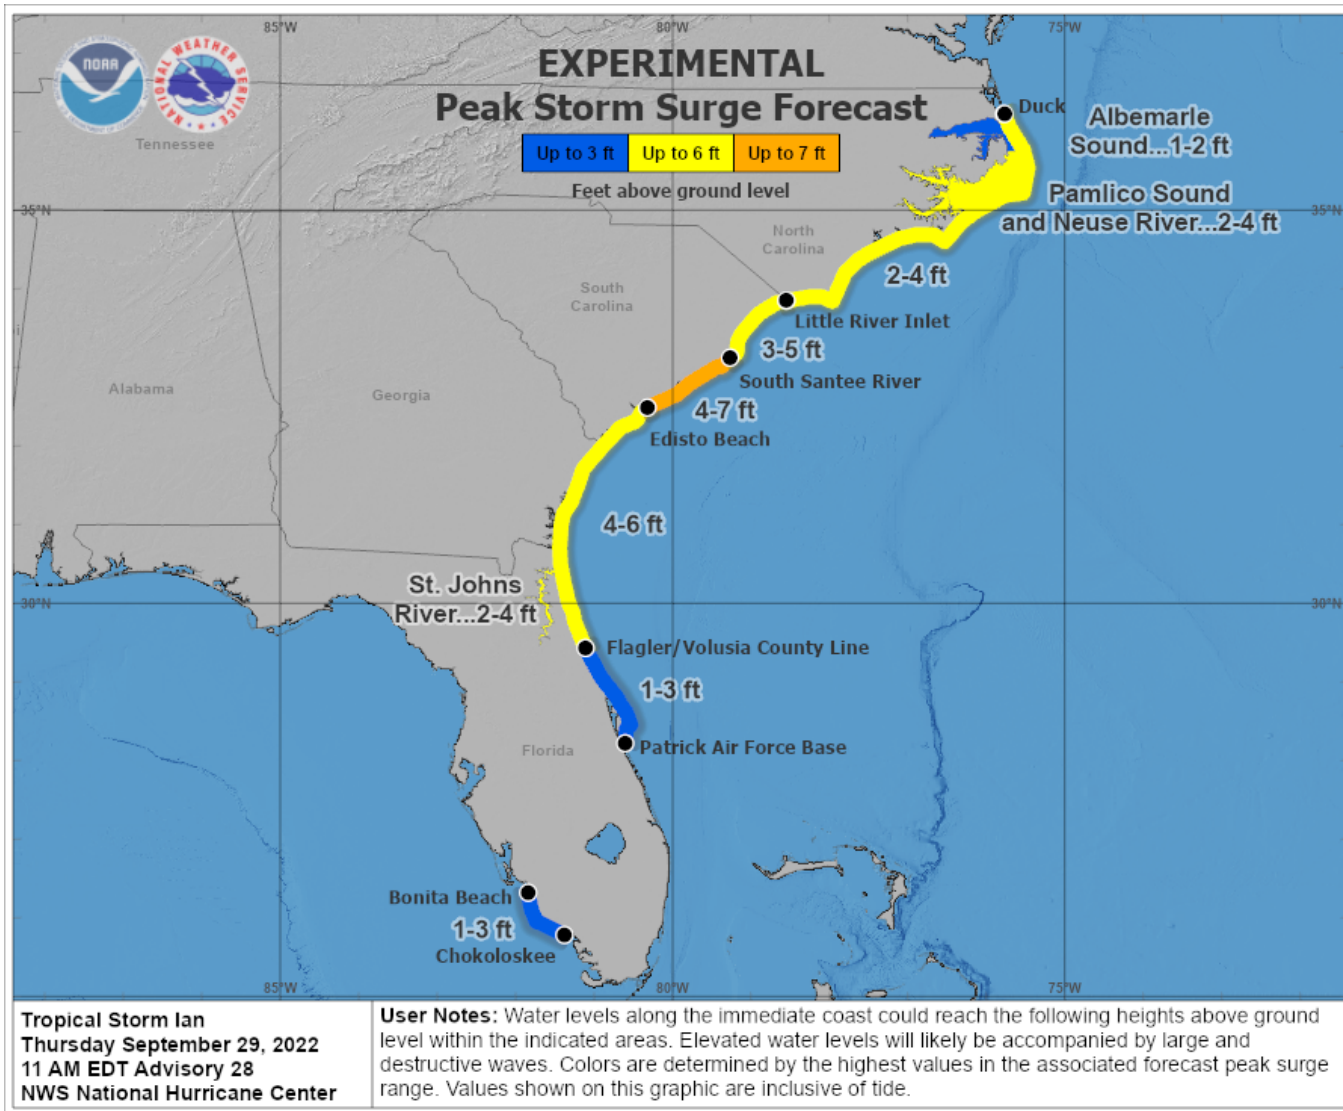 85°W
80°W
75°W
NOAA
NATIONAL WEATHER SERVICE
EXPERIMENTAL
Peak Storm Surge Forecast
Up to 3 ft
Up to 6 ft
Up to 7 ft
Feet above ground level
Tennessee
Duck
Albemarle
Sound...1-2 ft
Pamlico Sound
and Neuse River...2-4 ft
35°N
35°N
North
Carolina
2-4 ft
South
Carolina
Little River Inlet
3-5 ft
South Santee River
Alabama
Georgia
4-7 ft
Edisto Beach
4-6 ft
St. Johns
River...2-4 ft
30°N
30°N
Flagler/Volusia County Line
1-3 ft
Florida
Patrick Air Force Base
Bonita Beach
1-3 ft
Chokoloskee
85°W
80°W
75°W
Tropical Storm Ian
Thursday September 29, 2022
11 AM EDT Advisory 28
NWS National Hurricane Center
User Notes: Water levels along the immediate coast could reach the following heights above ground
level within the indicated areas. Elevated water levels will likely be accompanied by large and
destructive waves. Colors are determined by the highest values in the associated forecast peak surge
range. Values shown on this graphic are inclusive of tide.